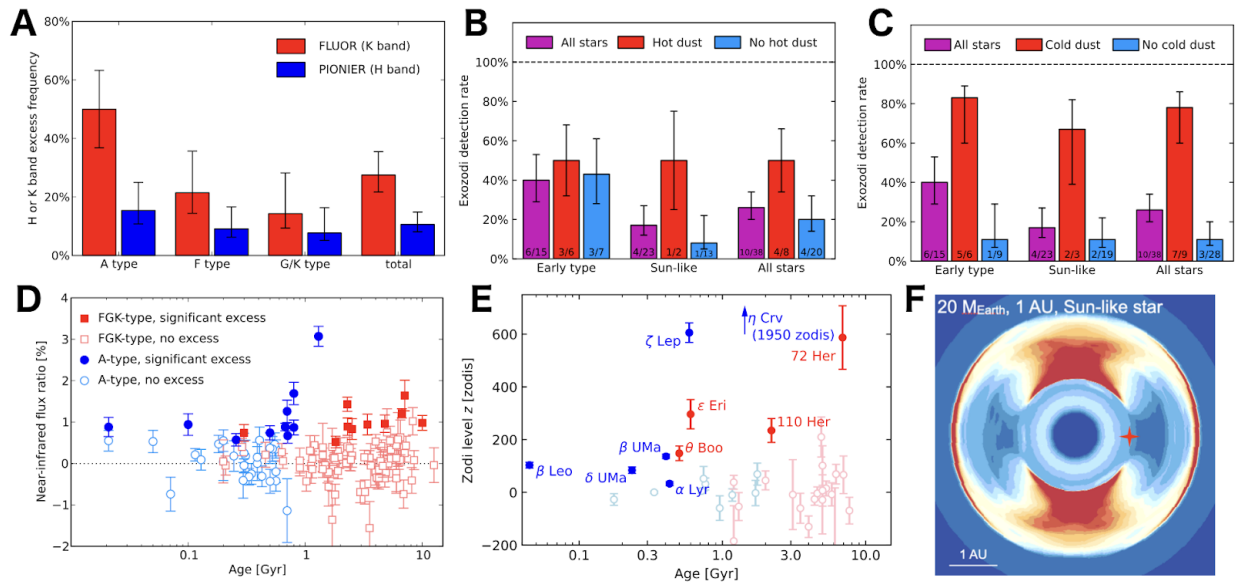 A
80%
60%
40%
20%
0%
H or K band excess frequency
FLUOR (K band)
PIONIER (H band)
A type
F type
G/K type
total
B
All stars
Hot dust
No hot dust
100%
80%
60%
40%
20%
0%
Exozodi detection rate
6/15
3/6
3/7
4/23
1/2
1/13
10/38
4/8
4/20
Early type
Sun-like
All stars
C
All stars
Cold dust
No cold dust
100%
80%
60%
40%
20%
0%
Exozodi detection rate
6/15
5/6
1/9
4/23
2/3
2/19
10/38
7/9
3/28
Early type
Sun-like
All stars
D
4
3
2
1
0
−1
−2
Near-infrared flux ratio [%]
FGK-type, significant excess
FGK-type, no excess
A-type, significant excess
A-type, no excess
0.1
1
10
Age [Gyr]
E
600
400
200
0
−200
Zodi level z [zodis]
η Crv
(1950 zodis)
ζ Lep
72 Her
ε Eri
110 Her
β UMa
θ Boo
β Leo
δ UMa
α Lyr
0.1
0.3
1.0
3.0
10.0
Age [Gyr]
F
20 MEarth, 1 AU, Sun-like star
1 AU